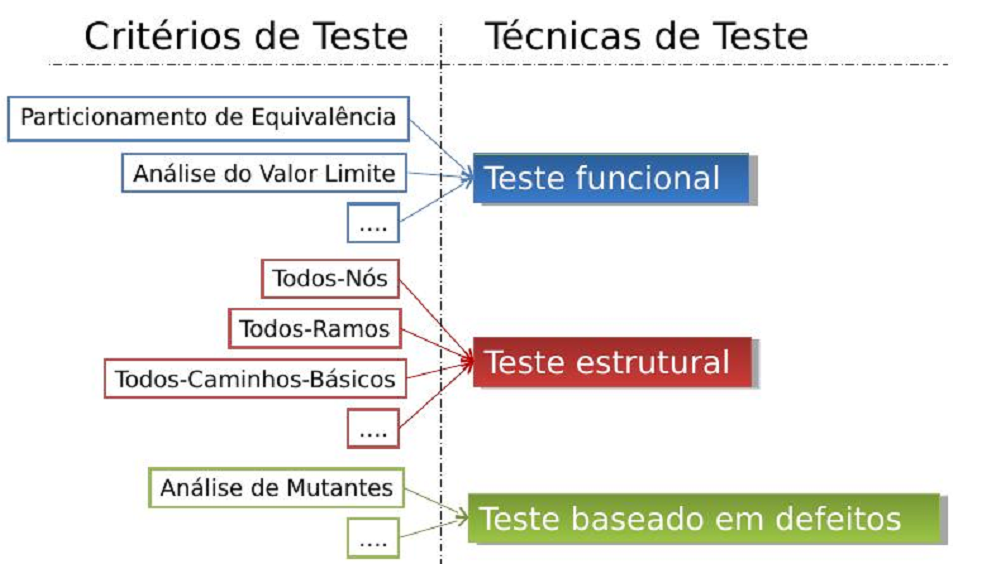 Critérios de Teste
Técnicas de Teste
Particionamento de Equivalência
Análise do Valor Limite
....
Teste funcional
Todos-Nós
Todos-Ramos
Todos-Caminhos-Básicos
....
Teste estrutural
Análise de Mutantes
....
Teste baseado em defeitos